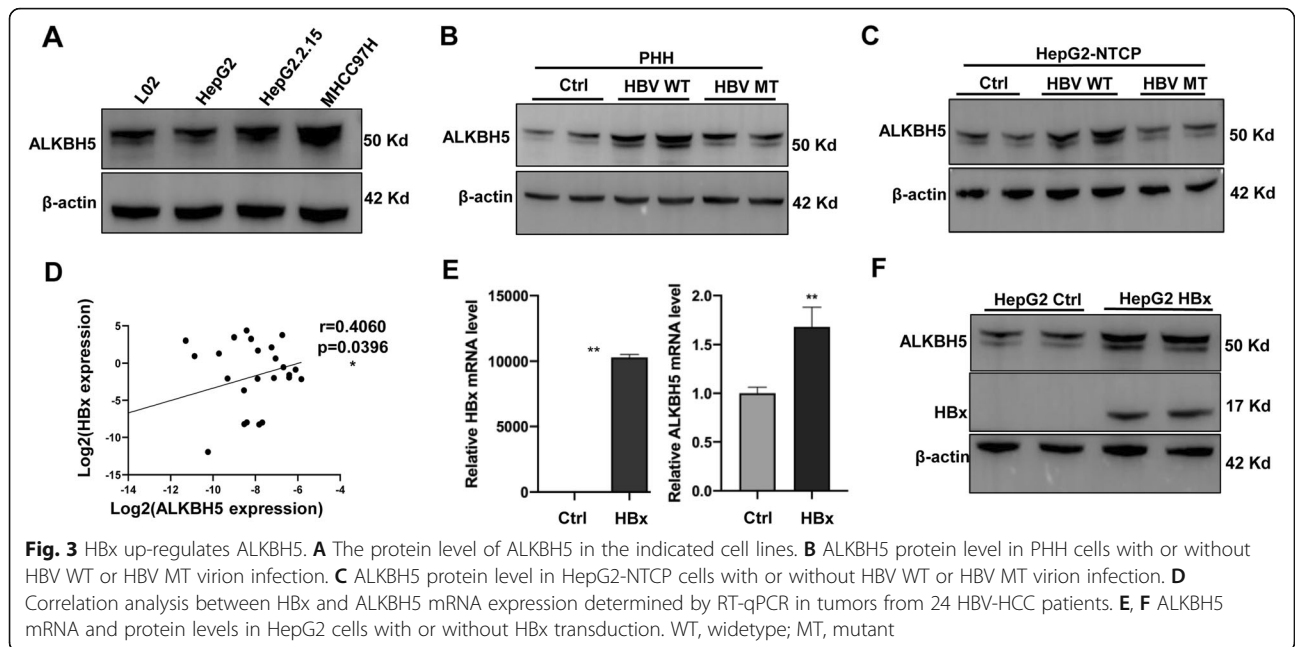 A
L02
HepG2
HepG2.2.15
MHCC97H
ALKBH5
50 Kd
β-actin
42 Kd
B
PHH
Ctrl HBV WT HBV MT
ALKBH5
50 Kd
β-actin
42 Kd
C
HepG2-NTCP
Ctrl HBV WT HBV MT
ALKBH5
50 Kd
β-actin
42 Kd
D
Log2(HBx expression)
5
0
-5
-10
-15
-14 -12 -10 -8 -6 -4
Log2(ALKBH5 expression)
r=0.4060
p=0.0396
*
E
Relative HBx mRNA level
15000
10000
5000
0
**
Ctrl HBx
Relative ALKBH5 mRNA level
2.0
1.5
1.0
0.5
0.0
**
Ctrl HBx
F
HepG2 Ctrl HepG2 HBx
ALKBH5
50 Kd
HBx
17 Kd
β-actin
42 Kd
Fig. 3 HBx up-regulates ALKBH5. A The protein level of ALKBH5 in the indicated cell lines. B ALKBH5 protein level in PHH cells with or without
HBV WT or HBV MT virion infection. C ALKBH5 protein level in HepG2-NTCP cells with or without HBV WT or HBV MT virion infection. D
Correlation analysis between HBx and ALKBH5 mRNA expression determined by RT-qPCR in tumors from 24 HBV-HCC patients. E, F ALKBH5
mRNA and protein levels in HepG2 cells with or without HBx transduction. WT, widetype; MT, mutant